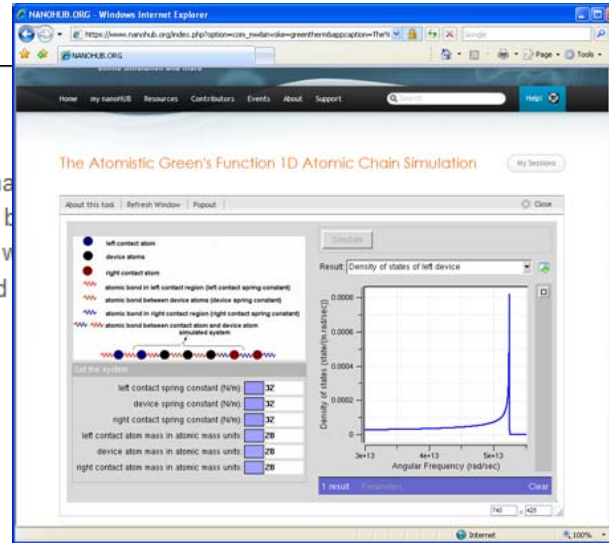 NANOHUB.ORG - Windows Internet Explorer
Google
NANOHUB.ORG
Page
Tools
Home my nanoHUB Resources Contributors Events About Support Search Help!
The Atomistic Green's Function 1D Atomic Chain Simulation
My Sessions
About this tool Refresh Window Popout
Close
left contact atom
device atoms
right contact atom
atomic bond in left contact region (left contact spring constant)
atomic bond between device atoms (device spring constant)
atomic bond in right contact region (right contact spring constant)
atomic bond between contact atom and device atom
simulated system
Set the system
left contact spring constant (N/m): 32
device spring constant (N/m): 32
right contact spring constant (N/m): 32
left contact atom mass in atomic mass units: 28
device atom mass in atomic mass units: 28
right contact atom mass in atomic mass units: 28
Simulate
Result: Density of states of left device
Density of states (state/(m.rad/sec))
0.0008
0.0006
0.0004
0.0002
0
3e+13 4e+13 5e+13
Angular Frequency (rad/sec)
1 result Parameters... Clear
740 x 428
Internet
100%